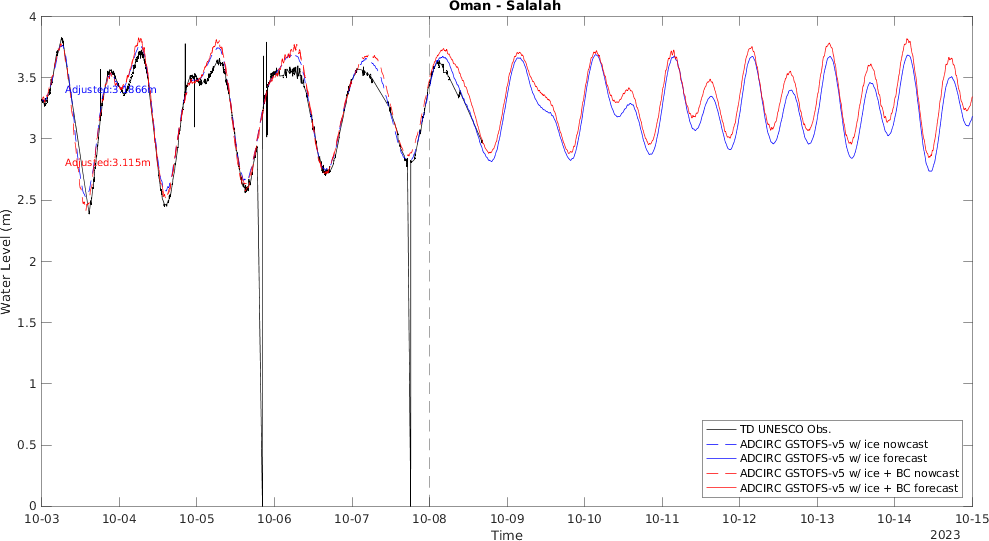 Oman - Salalah
Water Level (m)
4
3.5
3
2.5
2
1.5
1
0.5
0
Adjusted:3.115m
TD UNESCO Obs.
ADCIRC GSTOFS-v5 w/ ice nowcast
ADCIRC GSTOFS-v5 w/ ice forecast
ADCIRC GSTOFS-v5 w/ ice + BC nowcast
ADCIRC GSTOFS-v5 w/ ice + BC forecast
10-03 10-04 10-05 10-06 10-07 10-08 10-09 10-10 10-11 10-12 10-13 10-14 10-15
Time
2023